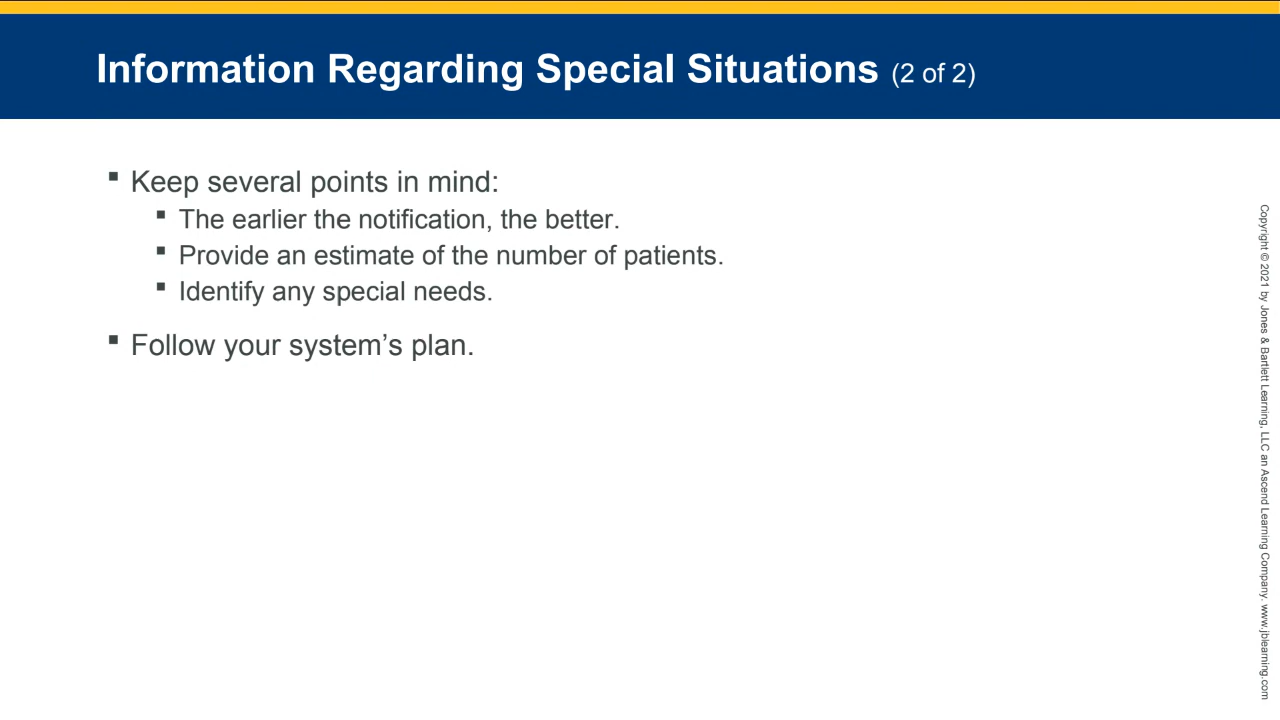 Information Regarding Special Situations (2 of 2)
▪ Keep several points in mind:
▪ The earlier the notification, the better.
▪ Provide an estimate of the number of patients.
▪ Identify any special needs.
▪ Follow your system’s plan.
Copyright © 2021 by Jones & Bartlett Learning, LLC an Ascend Learning Company. www.jblearning.com